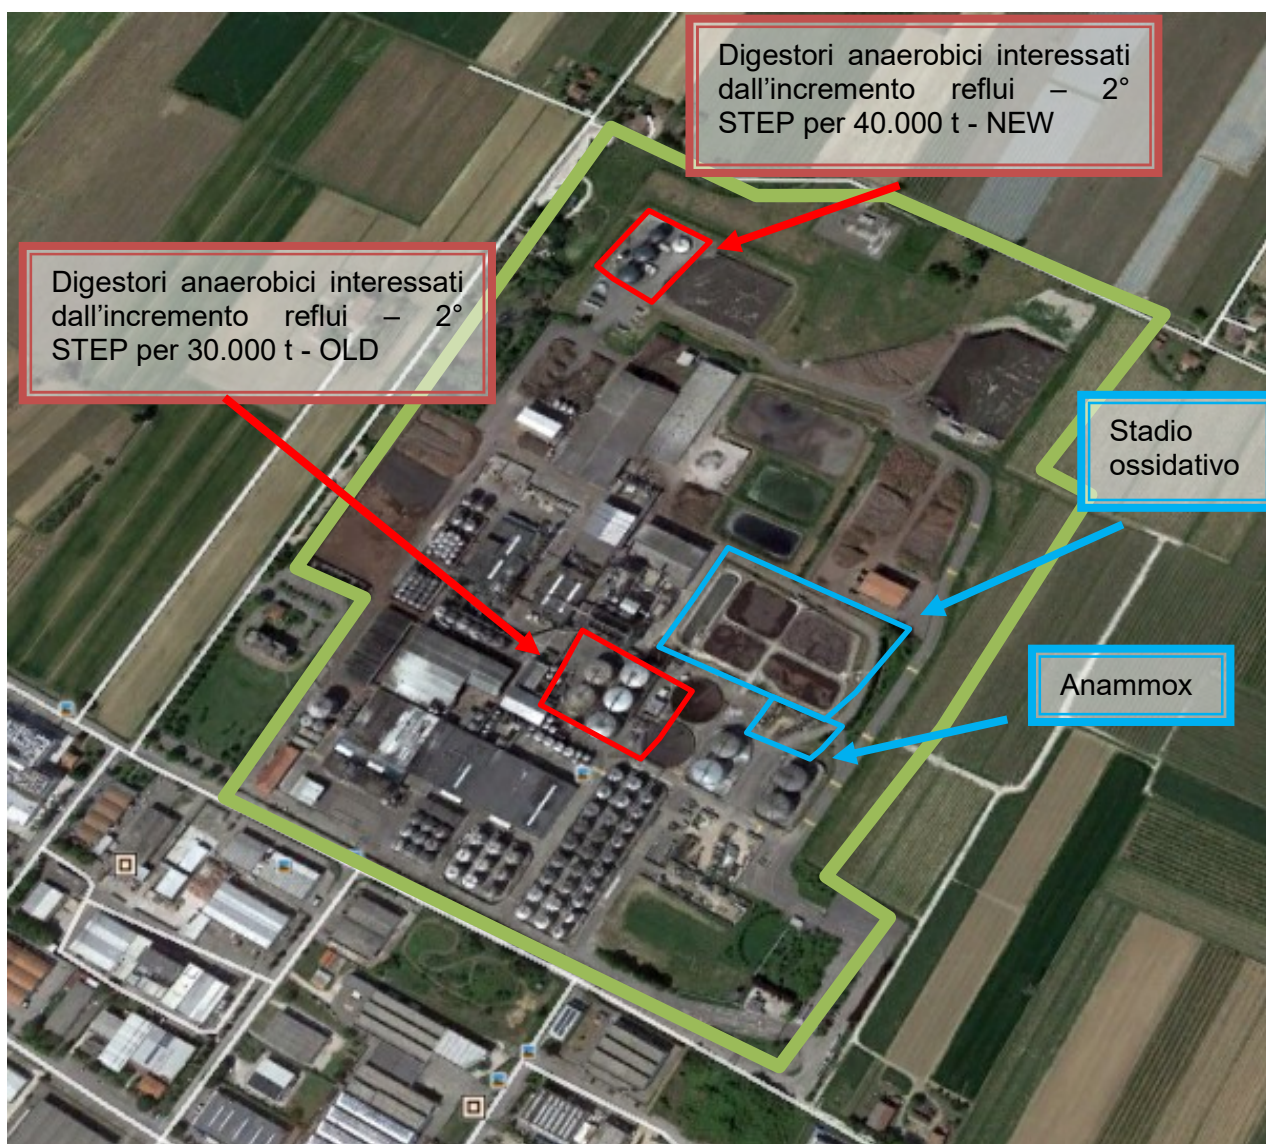 Digestori anaerobici interessati
dall’incremento reflui – 2°
STEP per 40.000 t - NEW
Digestori anaerobici interessati
dall’incremento reflui – 2°
STEP per 30.000 t - OLD
Stadio
ossidativo
Anammox